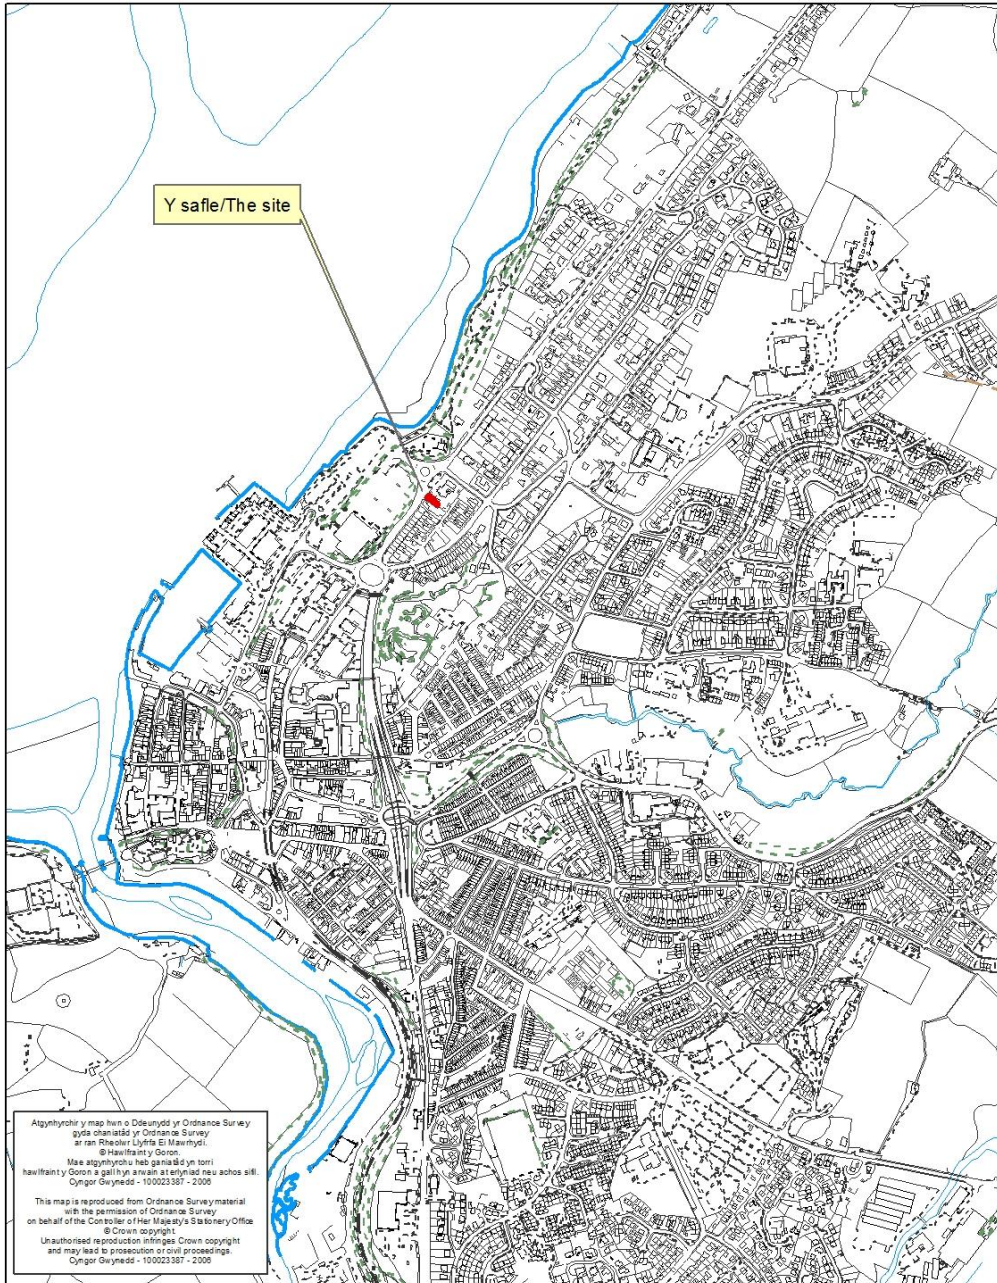 Y safle/The site
Atgynhyrchir y map hwn o Ddeunydd yr Ordnance Survey
gyda chaniatâd yr Ordnance Survey
ar ran Rheolwr Llyfrfa Ei Mawrhydi.
© Hawlfraint y Goron.
Mae atgynhyrchu heb ganiatâd yn torri
hawlfraint y Goron a gall hyn arwain at erlyniad neu achos sifil.
Cyngor Gwynedd - 100023387 - 2006
This map is reproduced from Ordnance Survey material
with the permission of Ordnance Survey
on behalf of the Controller of Her Majesty's Stationery Office
© Crown copyright.
Unauthorised reproduction infringes Crown copyright
and may lead to prosecution or civil proceedings.
Cyngor Gwynedd - 100023387 - 2006